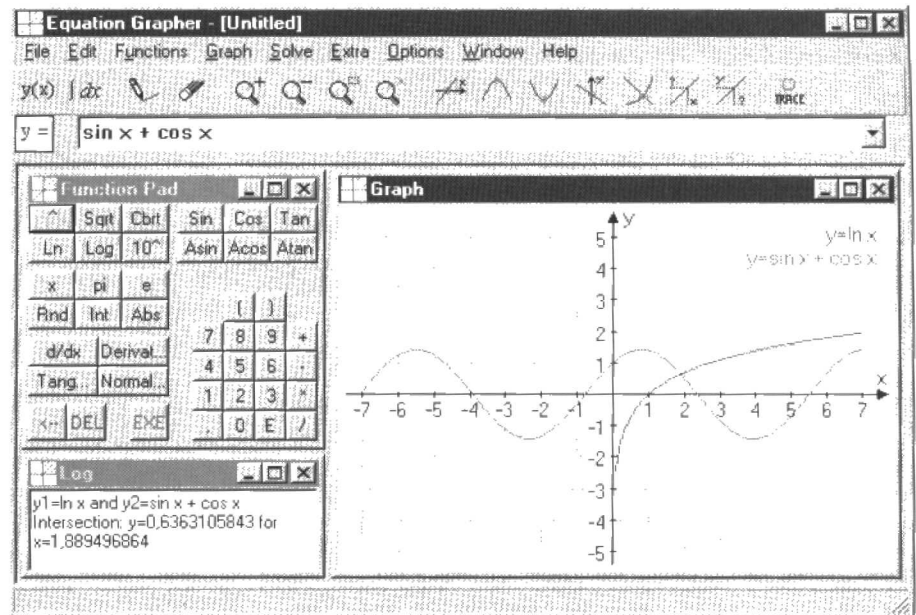 Equation Grapher - [Untitled]
File Edit Functions Graph Solve Extra Options Window Help
y(x) ∫dx TRACE
y = sin x + cos x
Function Pad
^ Sqrt Cbrt Sin Cos Tan
Ln Log 10^ Asin Acos Atan
x pi e
Rnd Int Abs ( )
7 8 9 +
d/dx Derivat...
4 5 6 -
Tang... Normal...
1 2 3 *
<-- DEL EXE . 0 E /
Log
y1=ln x and y2=sin x + cos x
Intersection: y=0,6363105843 for
x=1,889496864
Graph
y
y=ln x
y=sin x + cos x
5
4
3
2
1
x
-7 -6 -5 -4 -3 -2 -1 1 2 3 4 5 6 7
-1
-2
-3
-4
-5